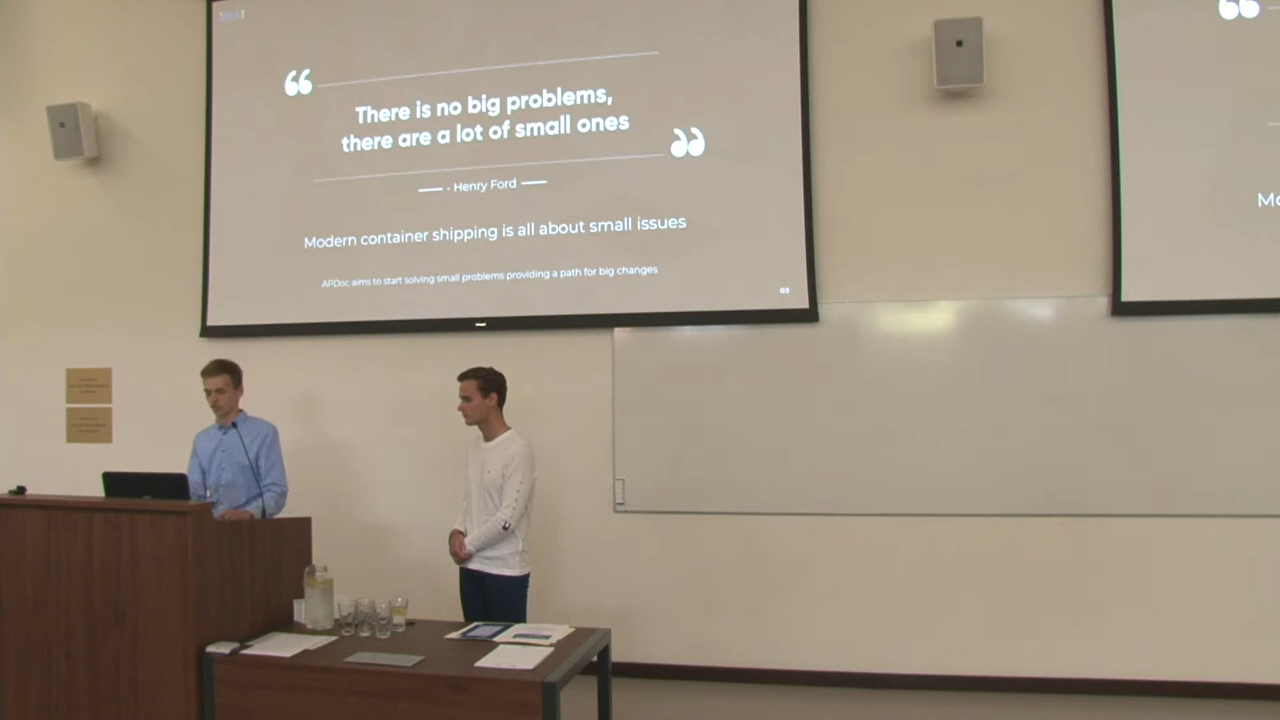 “
There is no big problems,
there are a lot of small ones
”
- Henry Ford
Modern container shipping is all about small issues
APDoc aims to start solving small problems providing a path for big changes
03
“
Mo